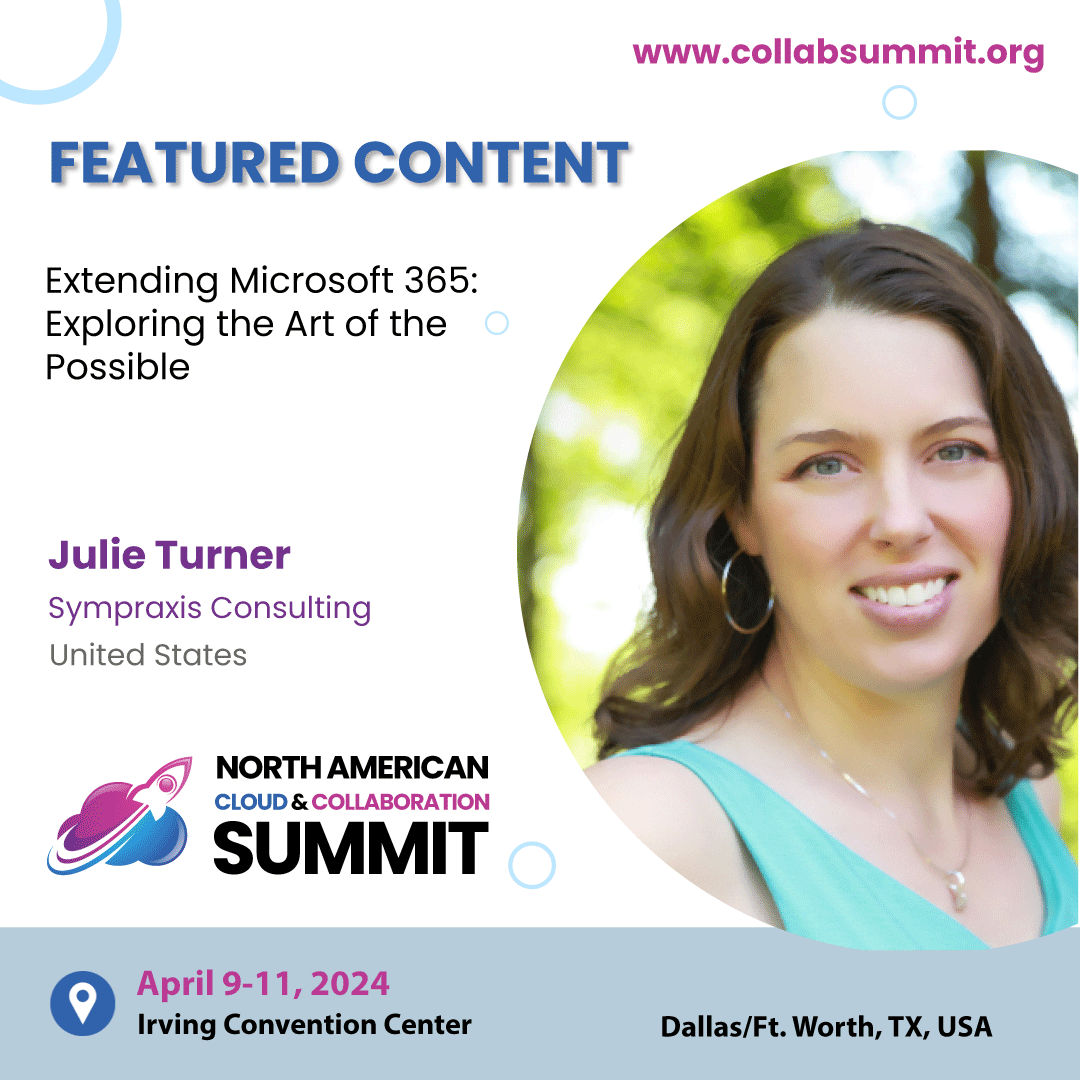 www.collabsummit.org
FEATURED CONTENT
Extending Microsoft 365:
Exploring the Art of the
Possible
Julie Turner
Sympraxis Consulting
United States
NORTH AMERICAN
CLOUD & COLLABORATION
SUMMIT
April 9-11, 2024
Irving Convention Center
Dallas/Ft. Worth, TX, USA